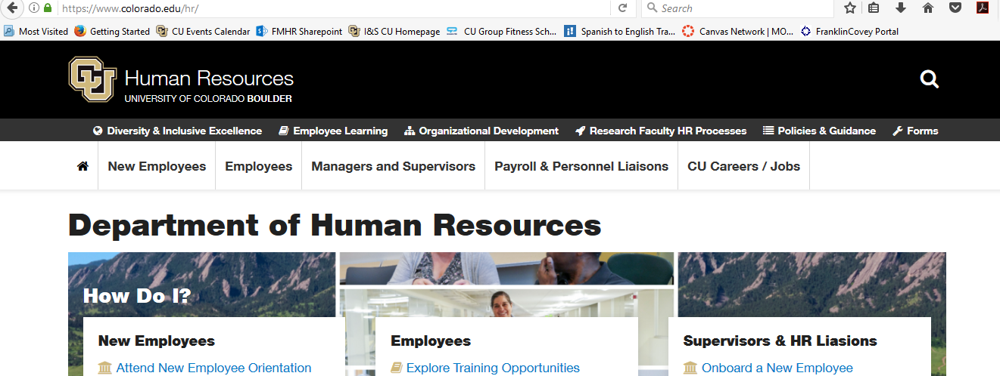 https://www.colorado.edu/hr/
Search
Most Visited Getting Started CU Events Calendar FMHR Sharepoint I&S CU Homepage CU Group Fitness Sch... Spanish to English Tra... Canvas Network | MO... FranklinCovey Portal
CU Human Resources
UNIVERSITY OF COLORADO BOULDER
Diversity & Inclusive Excellence Employee Learning Organizational Development Research Faculty HR Processes Policies & Guidance Forms
New Employees Employees Managers and Supervisors Payroll & Personnel Liaisons CU Careers / Jobs
Department of Human Resources
How Do I?
New Employees
Attend New Employee Orientation
Employees
Explore Training Opportunities
Supervisors & HR Liasions
Onboard a New Employee